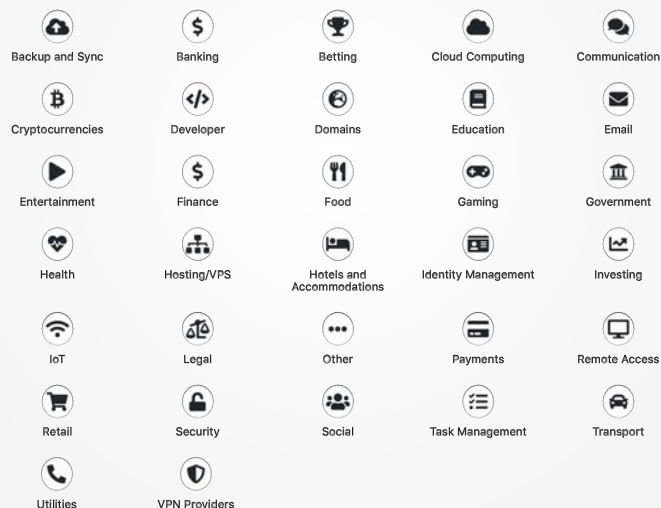 Backup and Sync
Banking
Betting
Cloud Computing
Communication
Cryptocurrencies
Developer
Domains
Education
Email
Entertainment
Finance
Food
Gaming
Government
Health
Hosting/VPS
Hotels and
Accommodations
Identity Management
Investing
IoT
Legal
Other
Payments
Remote Access
Retail
Security
Social
Task Management
Transport
Utilities
VPN Providers